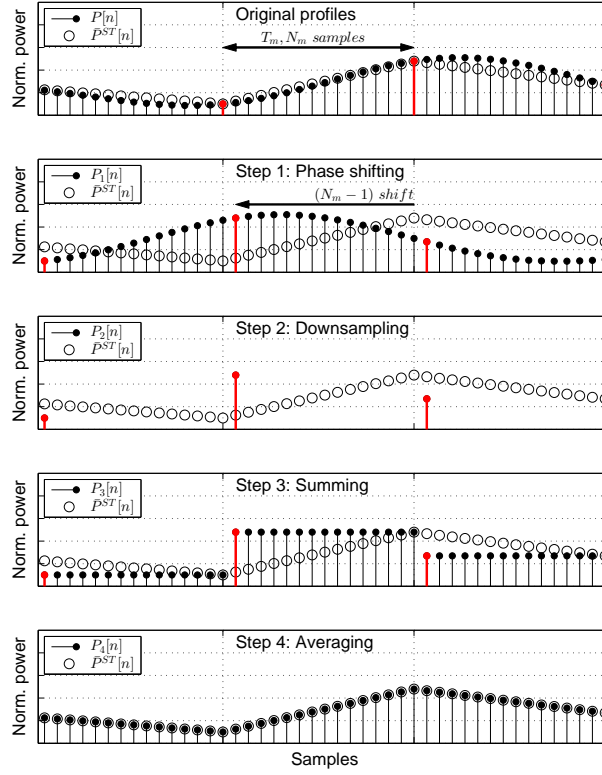 Original profiles
P[n]
P̄^{ST}[n]
T_m, N_m samples
Norm. power
Step 1: Phase shifting
P_1[n]
P̄^{ST}[n]
(N_m − 1) shift
Norm. power
Step 2: Downsampling
P_2[n]
P̄^{ST}[n]
Norm. power
Step 3: Summing
P_3[n]
P̄^{ST}[n]
Norm. power
Step 4: Averaging
P_4[n]
P̄^{ST}[n]
Norm. power
Samples